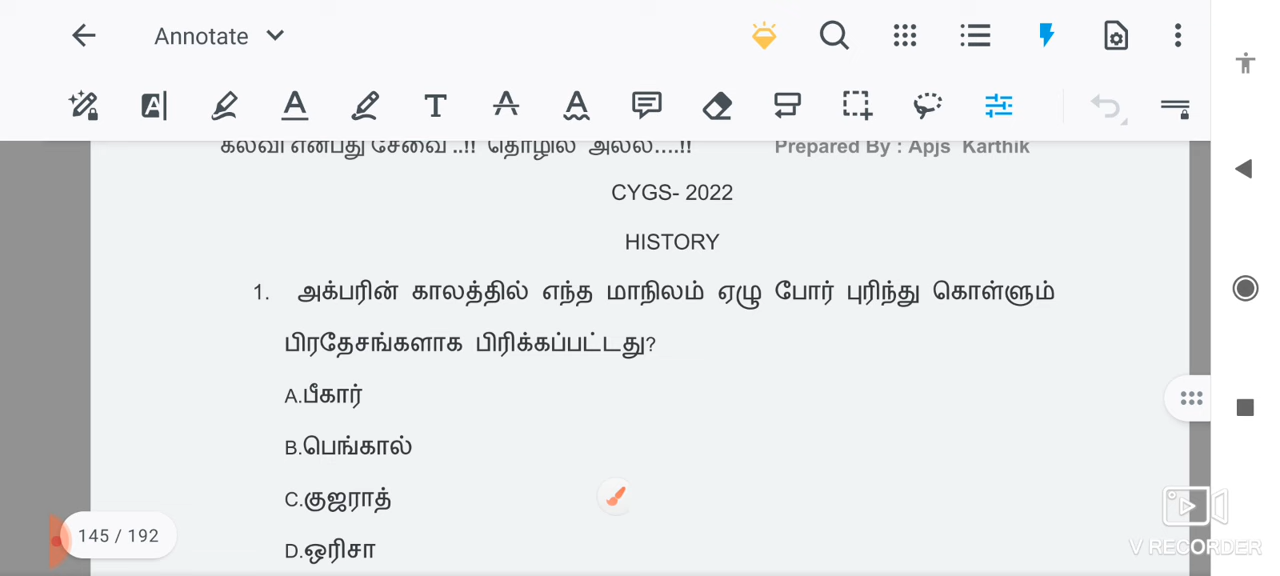 Annotate
கல்வி என்பது சேவை ..!! தொழில் அல்ல....!! Prepared By : Apjs Karthik
CYGS- 2022
HISTORY
1. அக்பரின் காலத்தில் எந்த மாநிலம் ஏழு போர் புரிந்து கொள்ளும்
பிரதேசங்களாக பிரிக்கப்பட்டது?
A.பீகார்
B.பெங்கால்
C.குஜராத்
D.ஒரிசா
145 / 192
V RECORDER